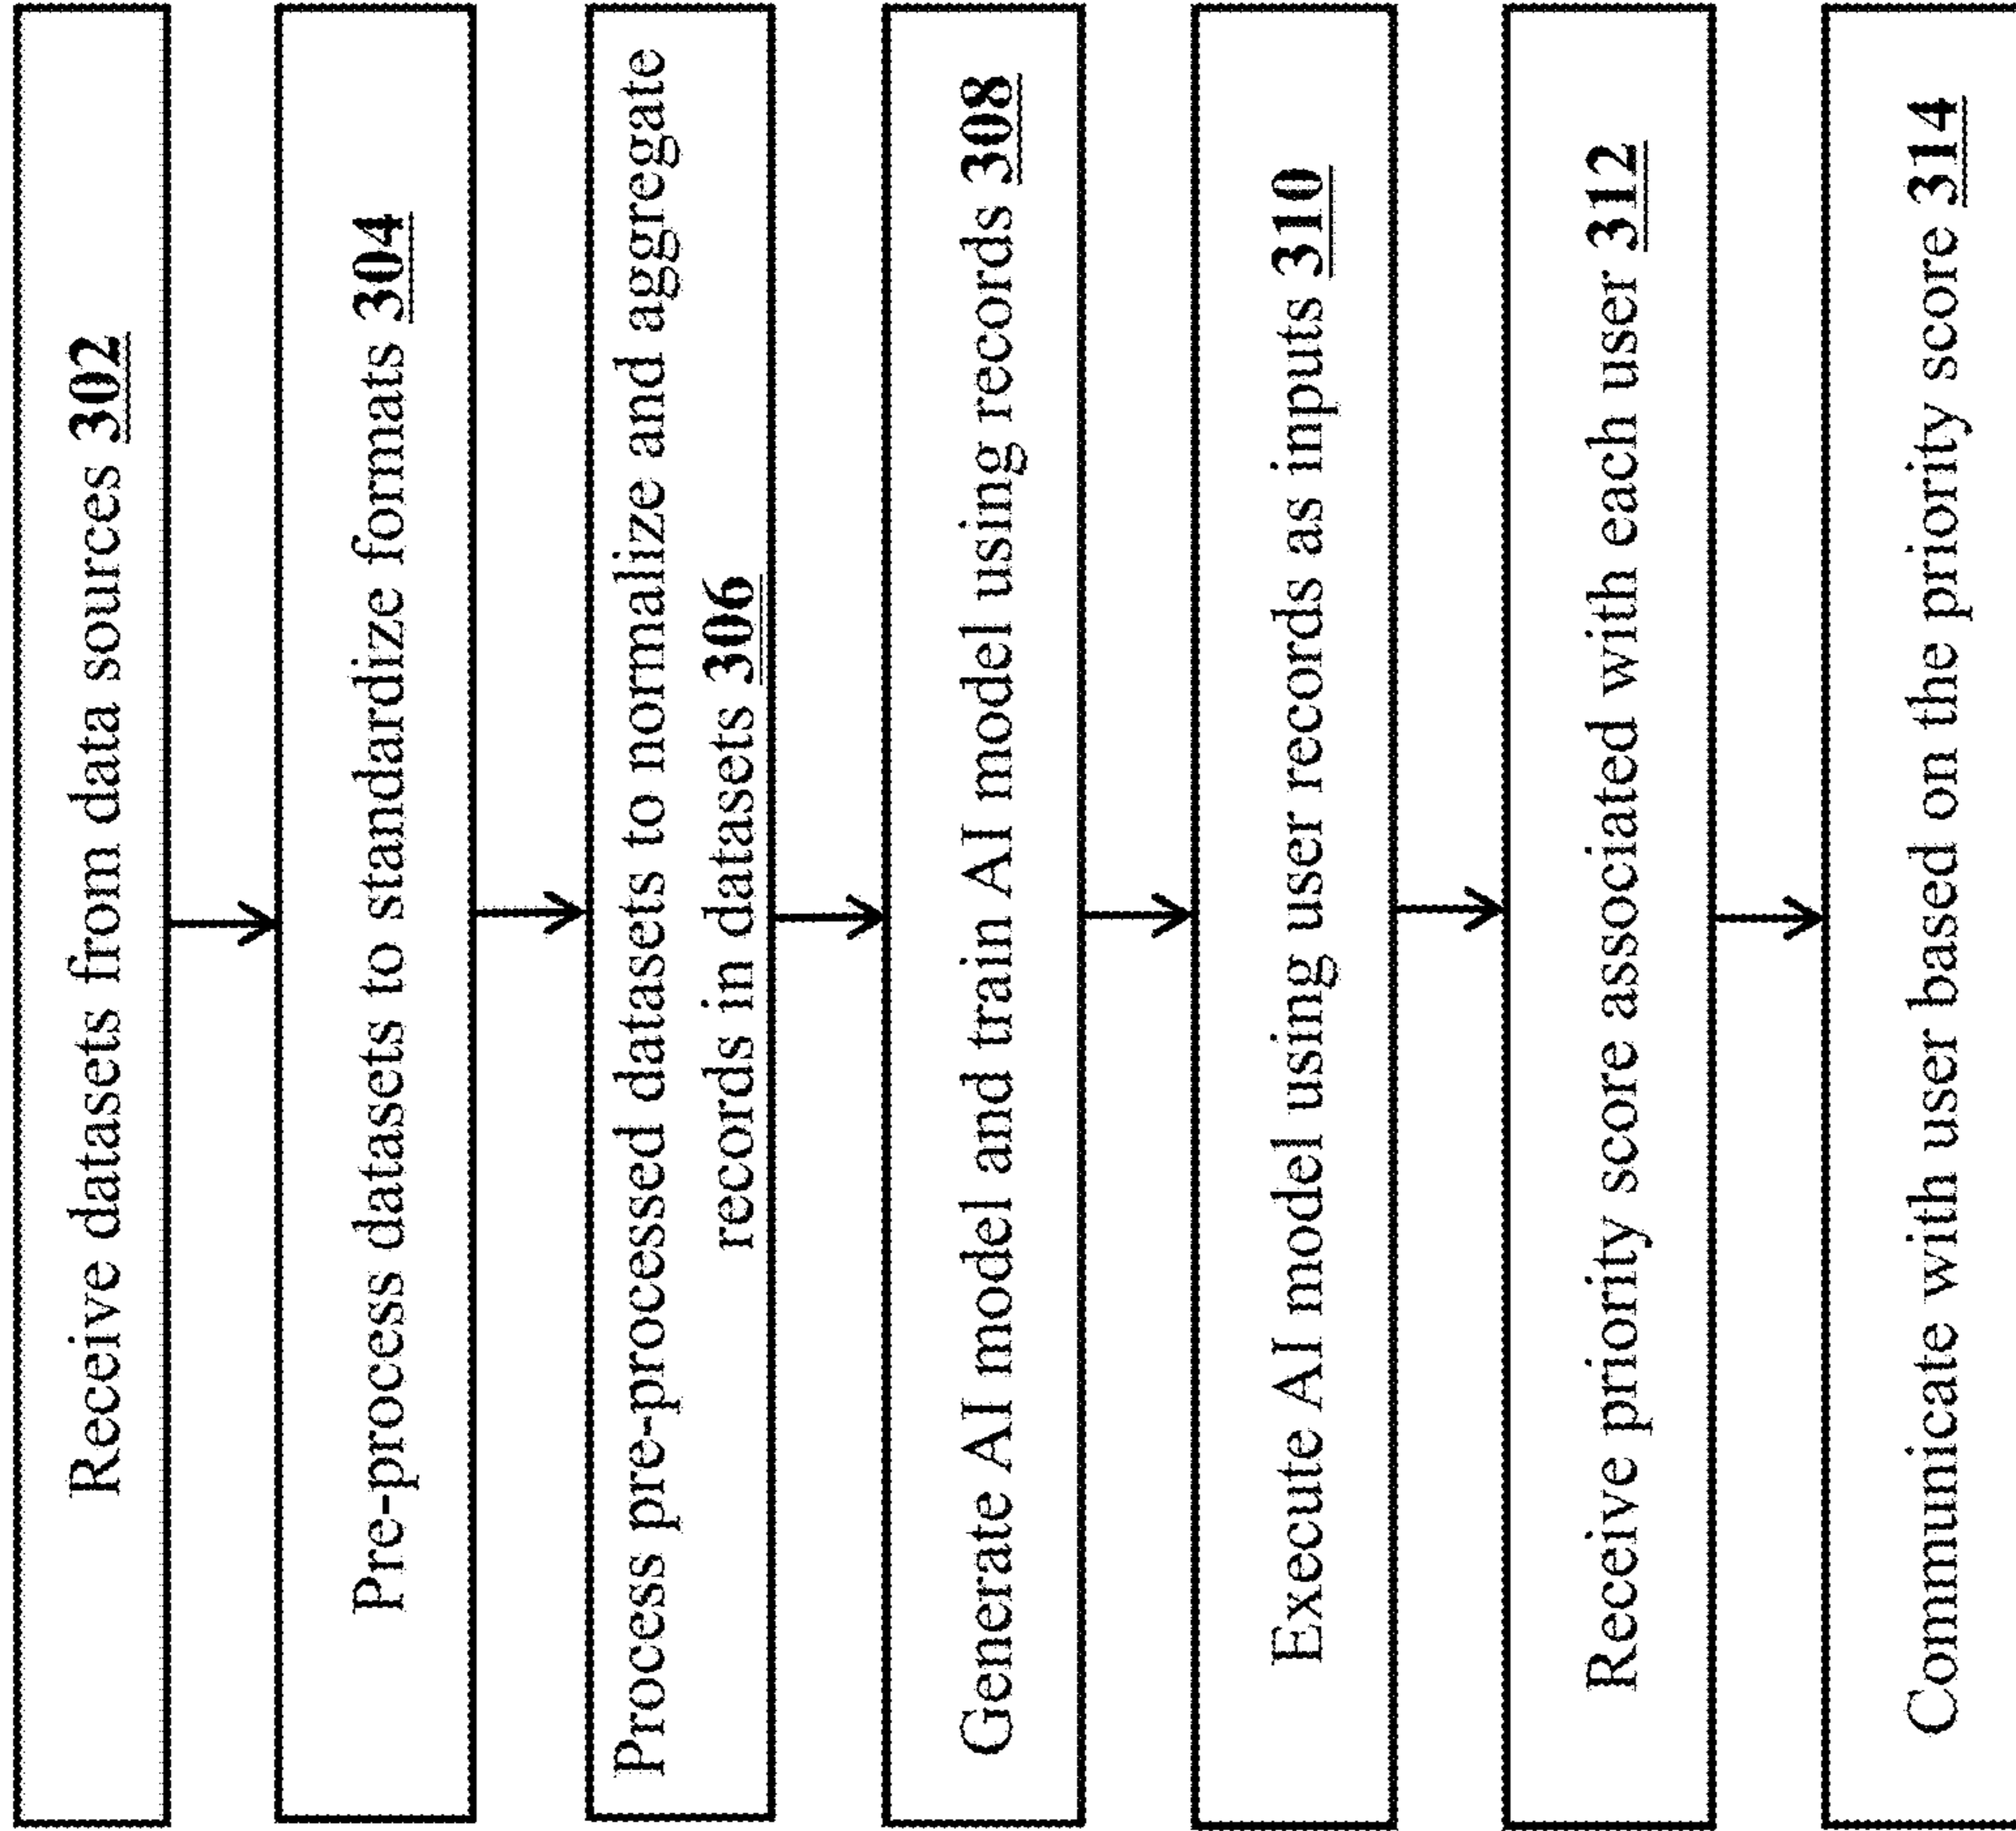 Receive datasets from data sources 302
Pre-process datasets to standardize formats 304
Process pre-processed datasets to normalize and aggregate
records in datasets 306
Generate AI model and train AI model using records 308
Execute AI model using user records as inputs 310
Receive priority score associated with each user 312
Communicate with user based on the priority score 314